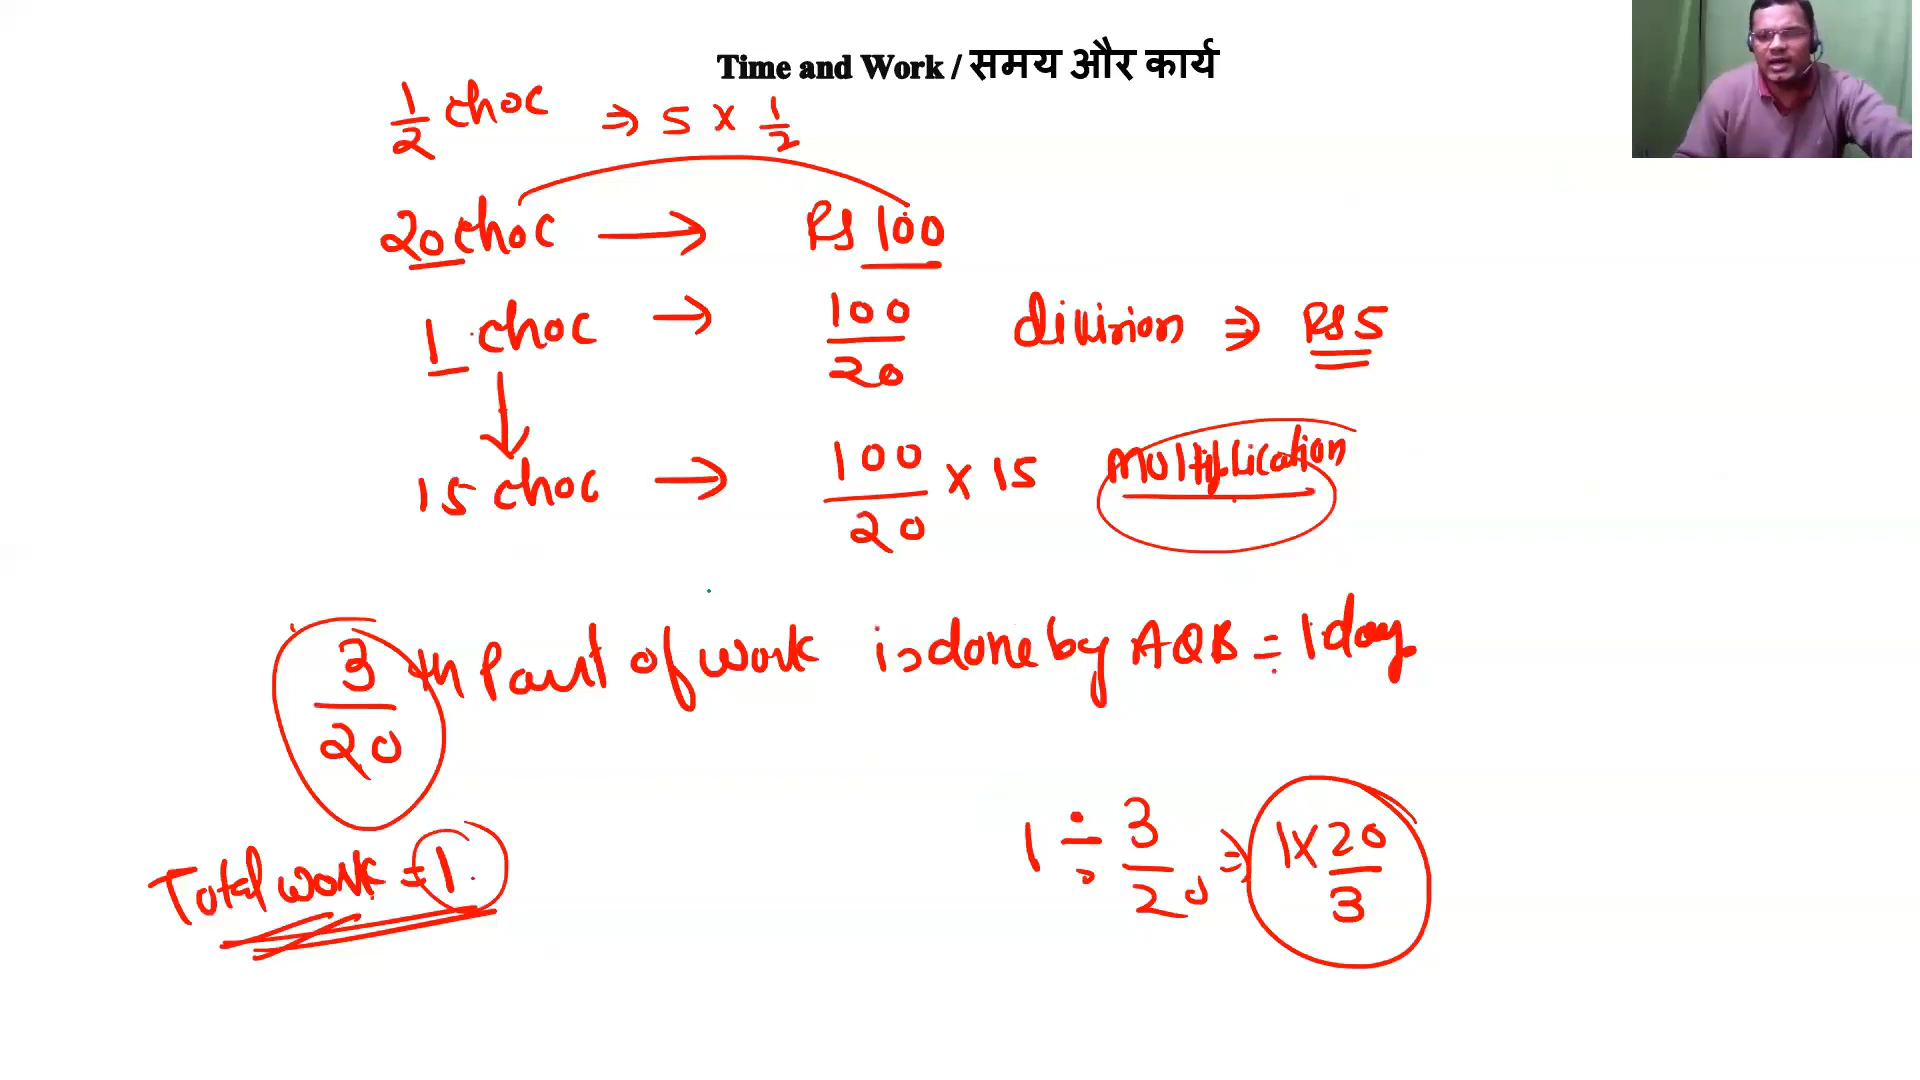 Time and Work / समय और कार्य
1/2 choc ⇒ 5 × 1/2
20 choc → Rs 100
1 choc → 100/20 division ⇒ Rs 5
15 choc → 100/20 × 15 Multiplication
3/20 th Part of work is done by A&B = 1 day
Total work = 1.
1 ÷ 3/20 ⇒ 1 × 20/3